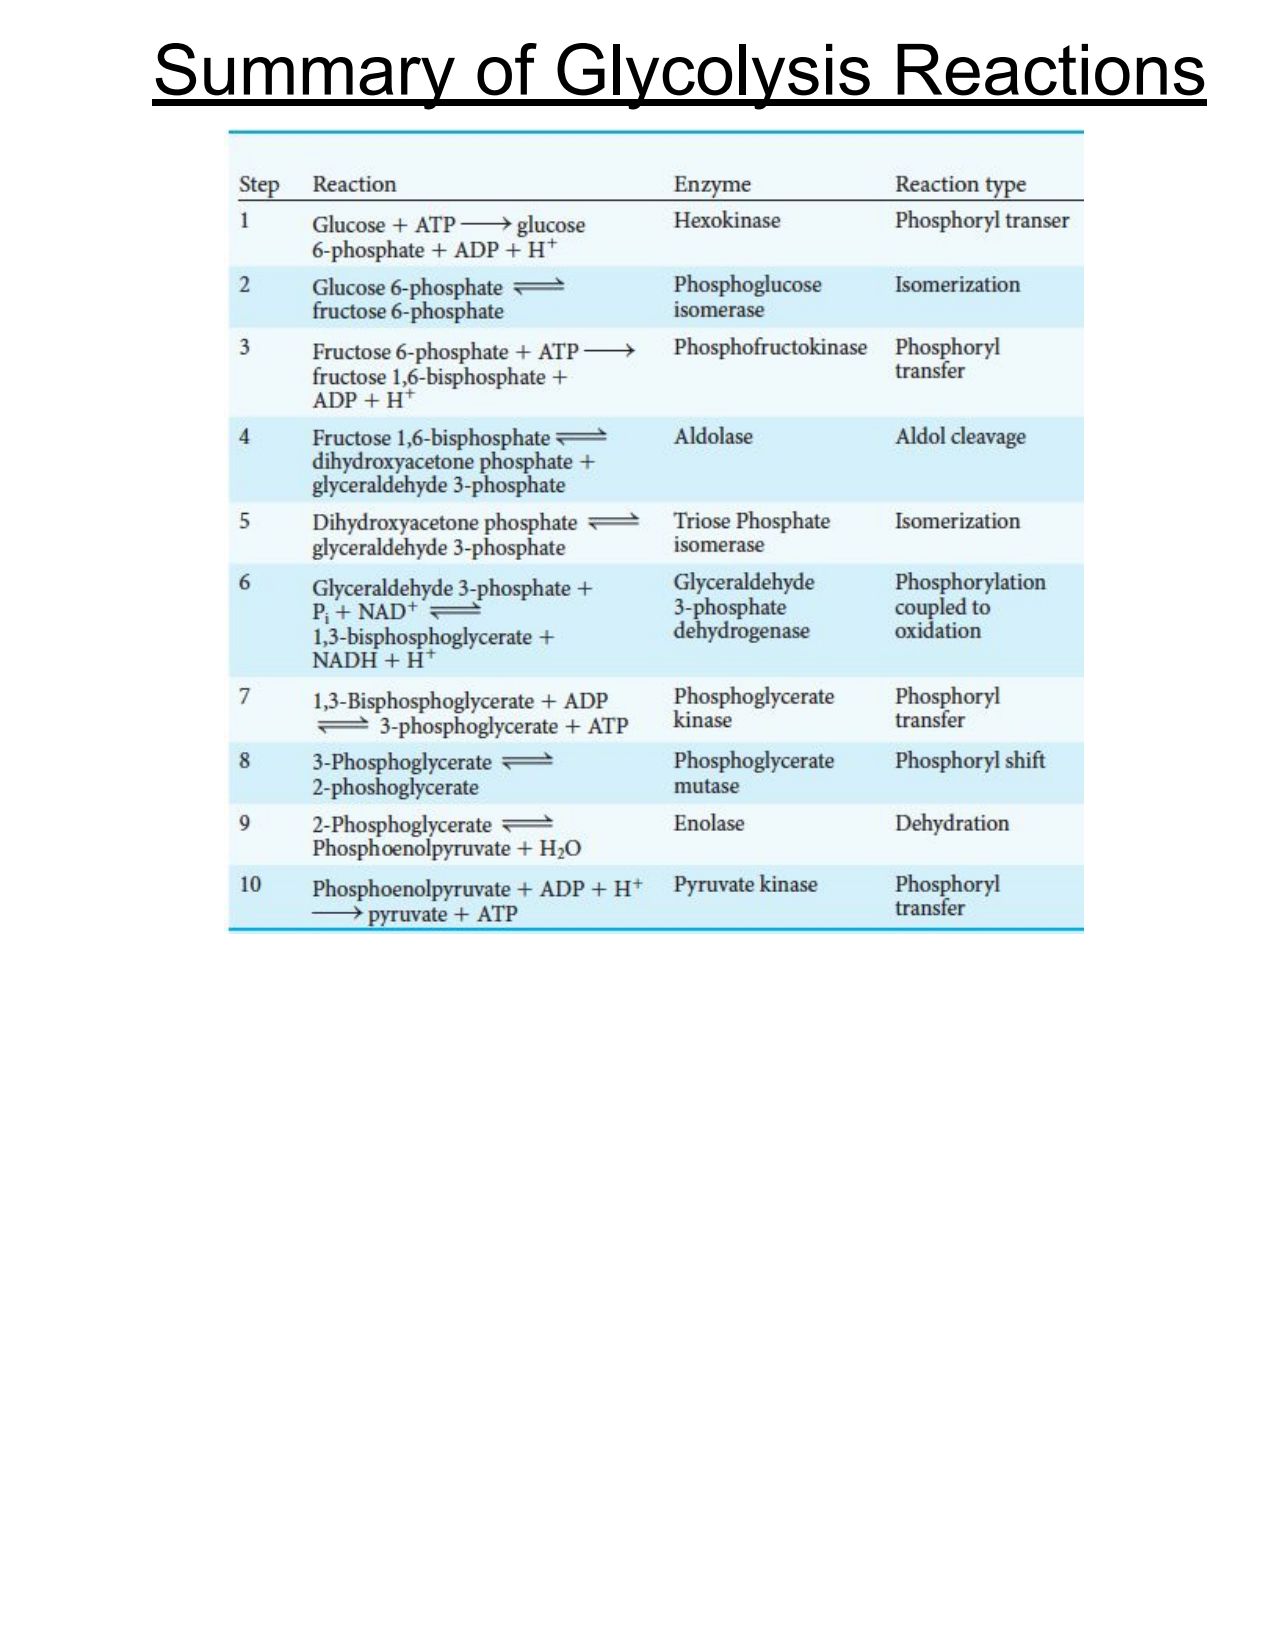 Summary of Glycolysis Reactions
Step Reaction Enzyme Reaction type
1 Glucose + ATP ⟶ glucose Hexokinase Phosphoryl transer
6-phosphate + ADP + H⁺
2 Glucose 6-phosphate ⇌ Phosphoglucose Isomerization
fructose 6-phosphate isomerase
3 Fructose 6-phosphate + ATP ⟶ Phosphofructokinase Phosphoryl
fructose 1,6-bisphosphate + transfer
ADP + H⁺
4 Fructose 1,6-bisphosphate ⇌ Aldolase Aldol cleavage
dihydroxyacetone phosphate +
glyceraldehyde 3-phosphate
5 Dihydroxyacetone phosphate ⇌ Triose Phosphate Isomerization
glyceraldehyde 3-phosphate isomerase
6 Glyceraldehyde 3-phosphate + Glyceraldehyde Phosphorylation
Pᵢ + NAD⁺ ⇌ 3-phosphate coupled to
1,3-bisphosphoglycerate + dehydrogenase oxidation
NADH + H⁺
7 1,3-Bisphosphoglycerate + ADP Phosphoglycerate Phosphoryl
⇌ 3-phosphoglycerate + ATP kinase transfer
8 3-Phosphoglycerate ⇌ Phosphoglycerate Phosphoryl shift
2-phoshoglycerate mutase
9 2-Phosphoglycerate ⇌ Enolase Dehydration
Phosphoenolpyruvate + H₂O
10 Phosphoenolpyruvate + ADP + H⁺ Pyruvate kinase Phosphoryl
⟶ pyruvate + ATP transfer